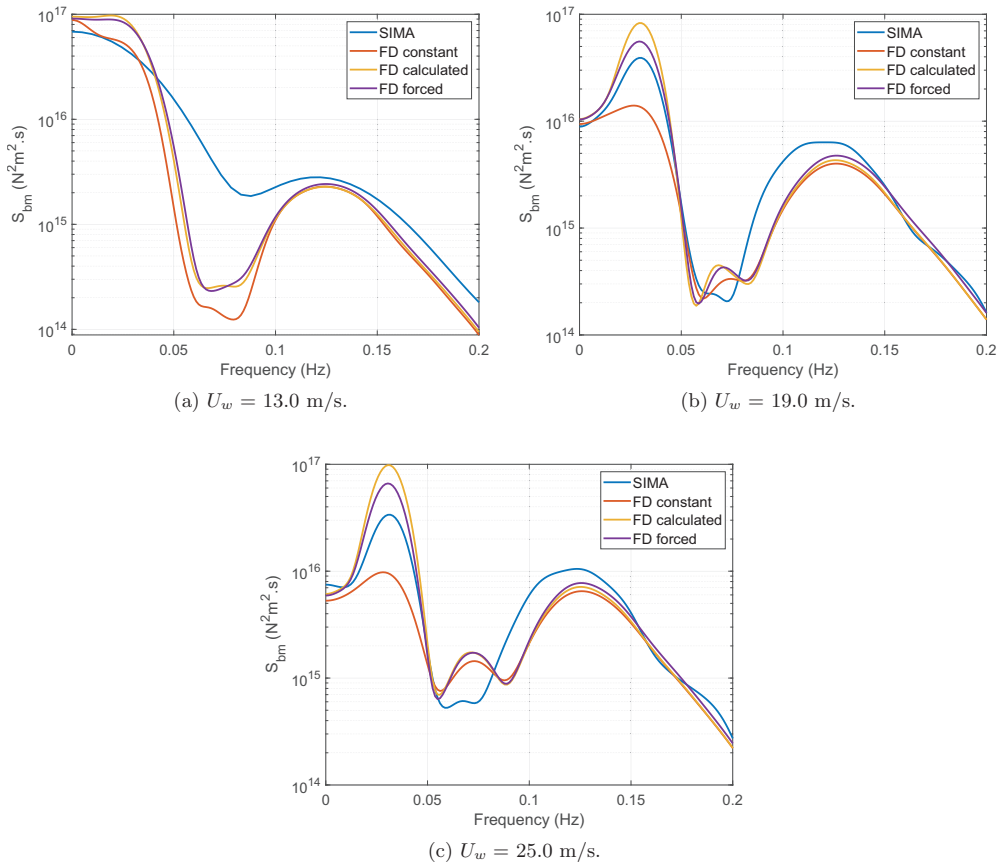 10^17
10^16
10^15
10^14
S_bm (N^2m^2.s)
0
0.05
0.1
0.15
0.2
Frequency (Hz)
SIMA
FD constant
FD calculated
FD forced
(a) U_w = 13.0 m/s.
10^17
10^16
10^15
10^14
S_bm (N^2m^2.s)
0
0.05
0.1
0.15
0.2
Frequency (Hz)
SIMA
FD constant
FD calculated
FD forced
(b) U_w = 19.0 m/s.
10^17
10^16
10^15
10^14
S_bm (N^2m^2.s)
0
0.05
0.1
0.15
0.2
Frequency (Hz)
SIMA
FD constant
FD calculated
FD forced
(c) U_w = 25.0 m/s.